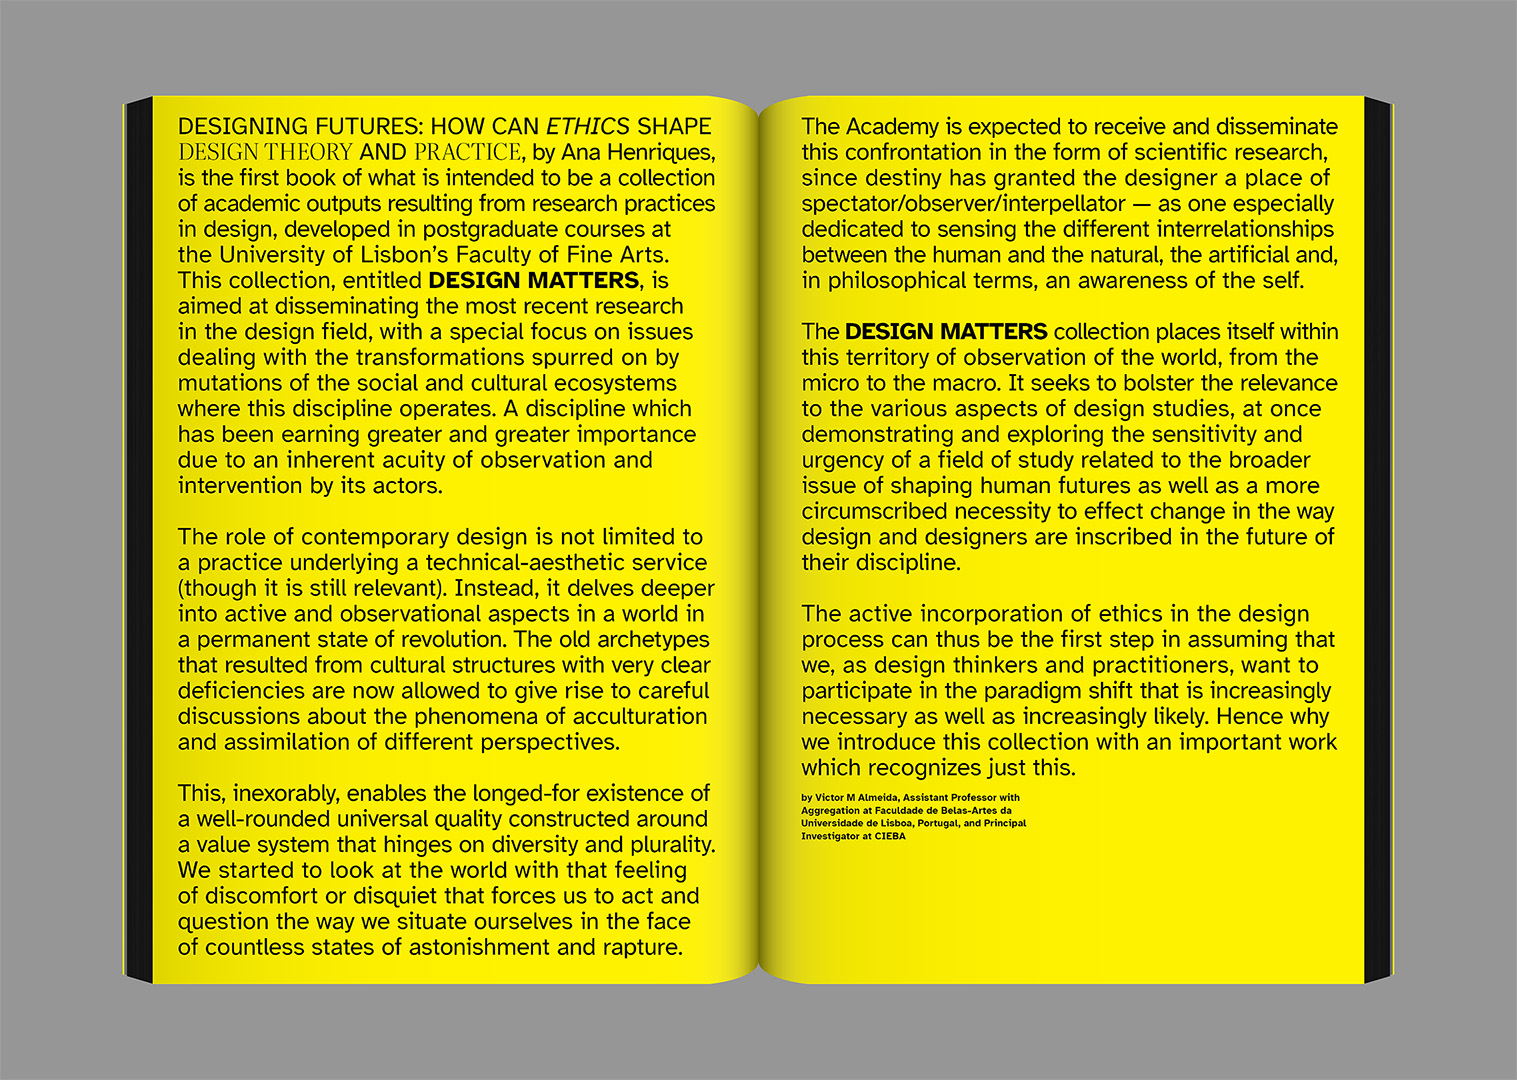 DESIGNING FUTURES: HOW CAN ETHICS SHAPE
DESIGN THEORY AND PRACTICE, by Ana Henriques,
is the first book of what is intended to be a collection
of academic outputs resulting from research practices
in design, developed in postgraduate courses at
the University of Lisbon’s Faculty of Fine Arts.
This collection, entitled DESIGN MATTERS, is
aimed at disseminating the most recent research
in the design field, with a special focus on issues
dealing with the transformations spurred on by
mutations of the social and cultural ecosystems
where this discipline operates. A discipline which
has been earning greater and greater importance
due to an inherent acuity of observation and
intervention by its actors.
The role of contemporary design is not limited to
a practice underlying a technical-aesthetic service
(though it is still relevant). Instead, it delves deeper
into active and observational aspects in a world in
a permanent state of revolution. The old archetypes
that resulted from cultural structures with very clear
deficiencies are now allowed to give rise to careful
discussions about the phenomena of acculturation
and assimilation of different perspectives.
This, inexorably, enables the longed-for existence of
a well-rounded universal quality constructed around
a value system that hinges on diversity and plurality.
We started to look at the world with that feeling
of discomfort or disquiet that forces us to act and
question the way we situate ourselves in the face
of countless states of astonishment and rapture.
The Academy is expected to receive and disseminate
this confrontation in the form of scientific research,
since destiny has granted the designer a place of
spectator/observer/interpellator — as one especially
dedicated to sensing the different interrelationships
between the human and the natural, the artificial and,
in philosophical terms, an awareness of the self.
The DESIGN MATTERS collection places itself within
this territory of observation of the world, from the
micro to the macro. It seeks to bolster the relevance
to the various aspects of design studies, at once
demonstrating and exploring the sensitivity and
urgency of a field of study related to the broader
issue of shaping human futures as well as a more
circumscribed necessity to effect change in the way
design and designers are inscribed in the future of
their discipline.
The active incorporation of ethics in the design
process can thus be the first step in assuming that
we, as design thinkers and practitioners, want to
participate in the paradigm shift that is increasingly
necessary as well as increasingly likely. Hence why
we introduce this collection with an important work
which recognizes just this.
by Victor M Almeida, Assistant Professor with
Aggregation at Faculdade de Belas-Artes da
Universidade de Lisboa, Portugal, and Principal
Investigator at CIEBA